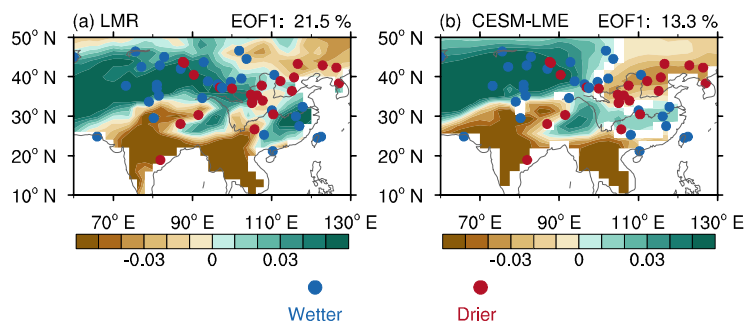 (a) LMR EOF1: 21.5 % (b) CESM-LME EOF1: 13.3 %
50° N 50° N
40° N 40° N
30° N 30° N
20° N 20° N
10° N 10° N
70° E 90° E 110° E 130° E 70° E 90° E 110° E 130° E
-0.03 0 0.03 -0.03 0 0.03
Wetter Drier